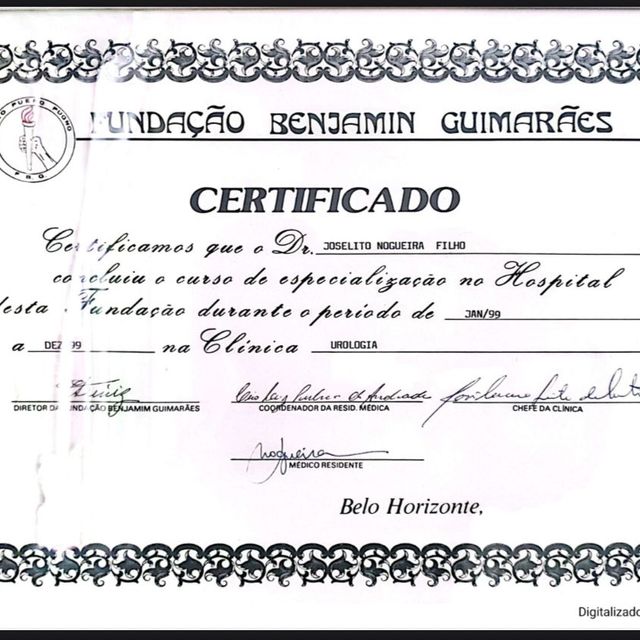 FUNDAÇÃO BENJAMIN GUIMARÃES
F.B.G.
CERTIFICADO
Certificamos que o Dr. JOSELITO NOGUEIRA FILHO
concluiu o curso de especialização no Hospital
desta Fundação durante o período de JAN/99
a DEZ 99 na Clínica UROLOGIA
DIRETOR DA FUNDAÇÃO BENJAMIM GUIMARÃES
COORDENADOR DA RESID. MÉDICA
CHEFE DA CLÍNICA
Nogueira
MÉDICO RESIDENTE
Belo Horizonte,
Digitalizado